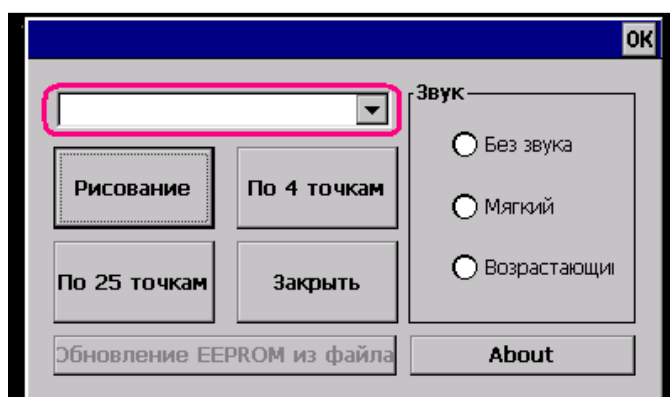 OK
Звук
Без звука
Рисование
По 4 точкам
Мягкий
По 25 точкам
Закрыть
Возрастающи
Обновление EEPROM из файла
About